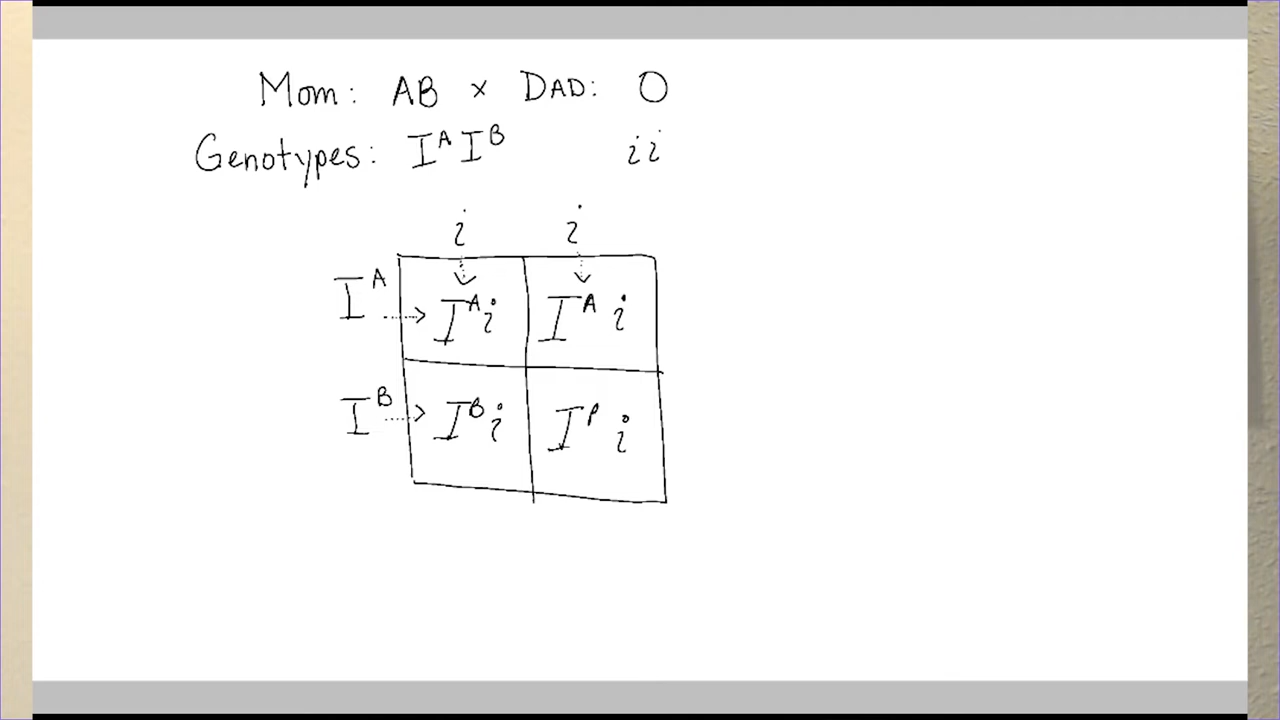 Mom: AB x DAD: O
Genotypes: I^A I^B ii
i i
I^A I^A i I^A i
I^B I^B i I^P i